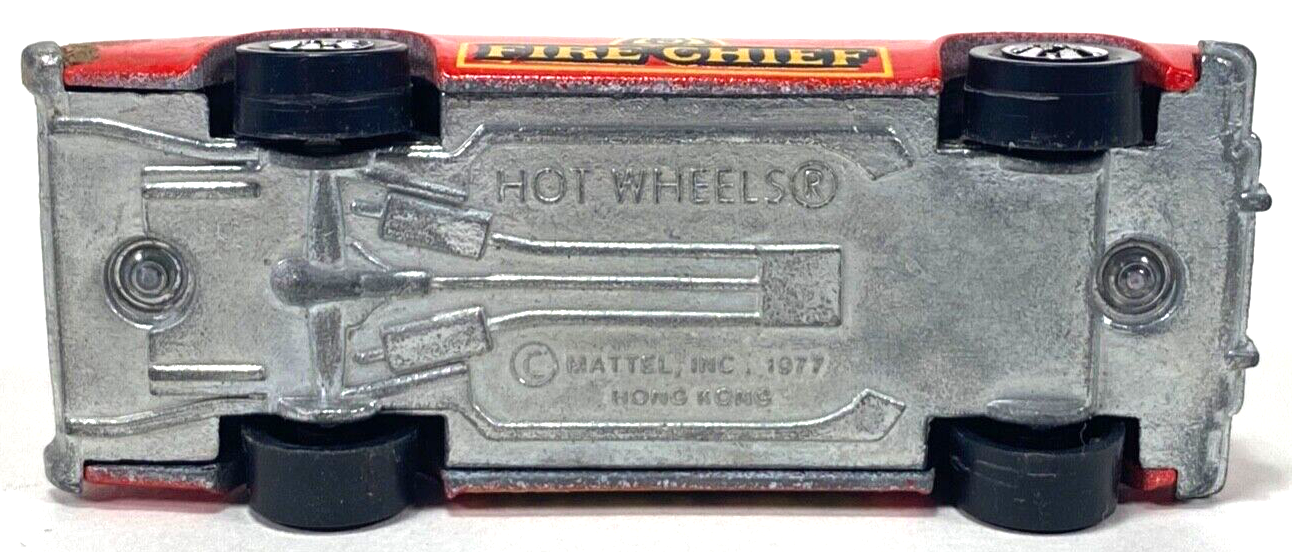 FIRE CHIEF
HOT WHEELS®
© MATTEL, INC. 1977
HONG KONG